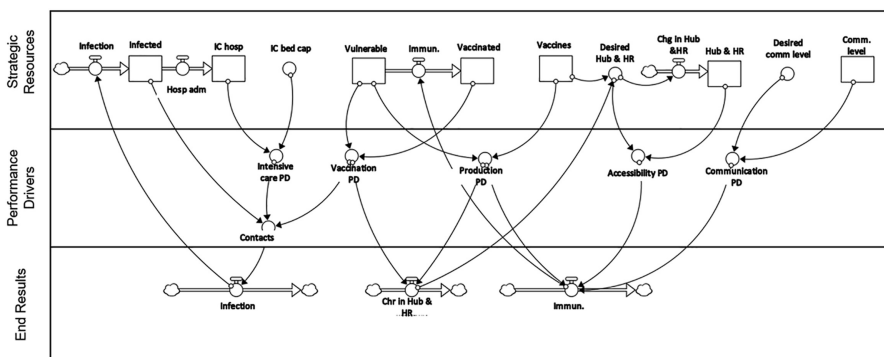 Strategic
Resources
Infection
Infected
IC hosp
IC bed cap
Vulnerable
Immun.
Vaccinated
Vaccines
Desired
Hub & HR
Chg in Hub
&HR
Hub & HR
Desired
comm level
Comm.
level
Hosp adm
Performance
Drivers
Intensive
care PD
Vaccination
PD
Production
PD
Accessibility PD
Communication
PD
Contacts
End Results
Infection
Chr in Hub &
HR
Immun.